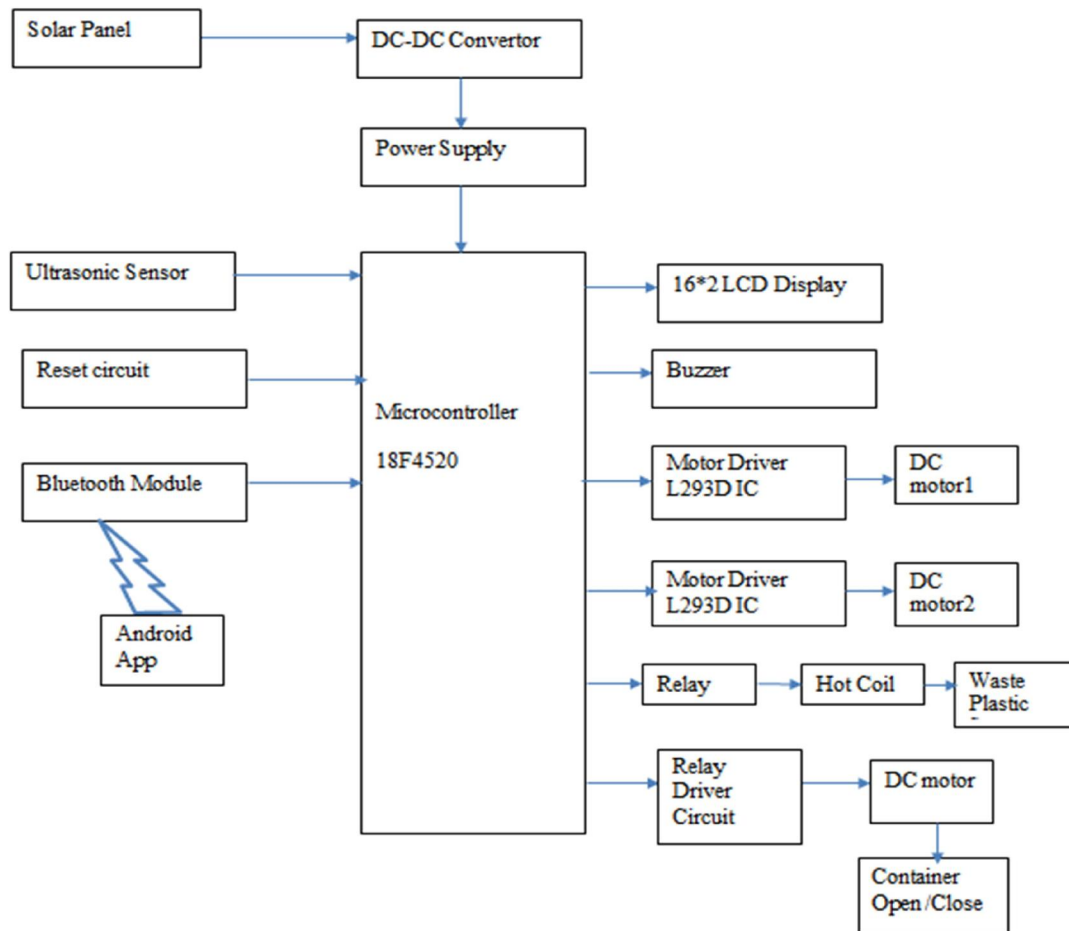 Solar Panel
DC-DC Convertor
Power Supply
Ultrasonic Sensor
16*2 LCD Display
Reset circuit
Buzzer
Microcontroller
18F4520
Bluetooth Module
Motor Driver
L293D IC
DC
motor1
Motor Driver
L293D IC
DC
motor2
Android
App
Relay
Hot Coil
Waste
Plastic
Relay
Driver
Circuit
DC motor
Container
Open/Close